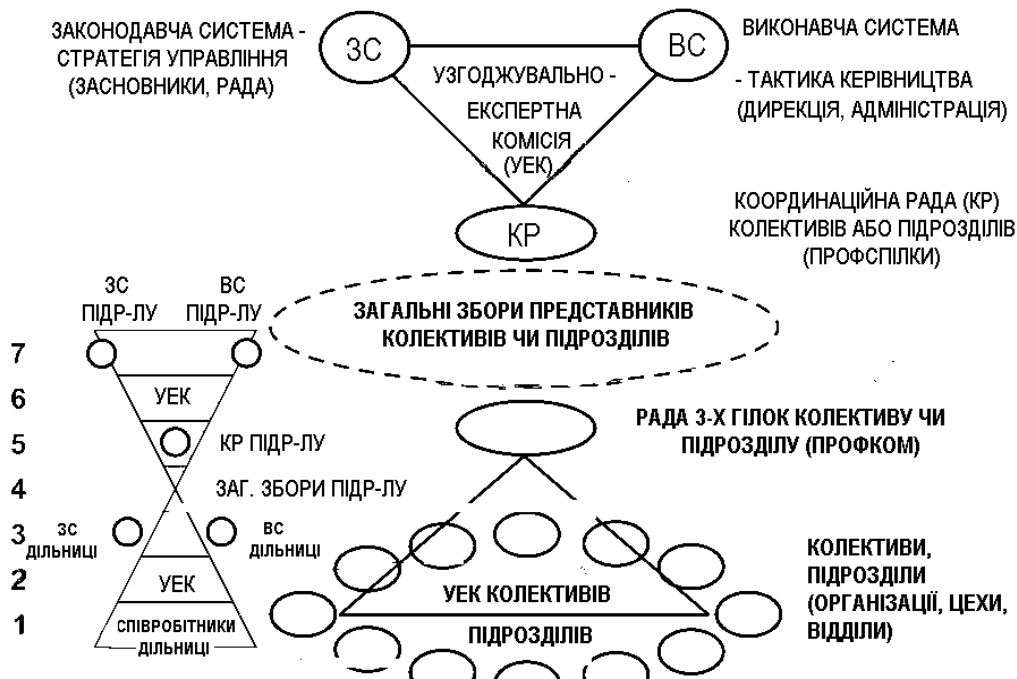 ЗАКОНОДАВЧА СИСТЕМА -
СТРАТЕГІЯ УПРАВЛІННЯ
(ЗАСНОВНИКИ, РАДА)
ЗС
ВС
ВИКОНАВЧА СИСТЕМА
- ТАКТИКА КЕРІВНИЦТВА
(ДИРЕКЦІЯ, АДМІНІСТРАЦІЯ)
УЗГОДЖУВАЛЬНО -
ЕКСПЕРТНА
КОМІСІЯ
(УЕК)
КР
КООРДИНАЦІЙНА РАДА (КР)
КОЛЕКТИВІВ АБО ПІДРОЗДІЛІВ
(ПРОФСПІЛКИ)
ЗАГАЛЬНІ ЗБОРИ ПРЕДСТАВНИКІВ
КОЛЕКТИВІВ ЧИ ПІДРОЗДІЛІВ
ЗС
ПІДР-ЛУ
ВС
ПІДР-ЛУ
7
6
УЕК
5
КР ПІДР-ЛУ
4
ЗАГ. ЗБОРИ ПІДР-ЛУ
3
ЗС
ДІЛЬНИЦІ
ВС
ДІЛЬНИЦІ
2
УЕК
1
СПІВРОБІТНИКИ
ДІЛЬНИЦІ
РАДА 3-Х ГІЛОК КОЛЕКТИВУ ЧИ
ПІДРОЗДІЛУ (ПРОФКОМ)
УЕК КОЛЕКТИВІВ
ПІДРОЗДІЛІВ
КОЛЕКТИВИ,
ПІДРОЗДІЛИ
(ОРГАНІЗАЦІЇ, ЦЕХИ,
ВІДДІЛИ)